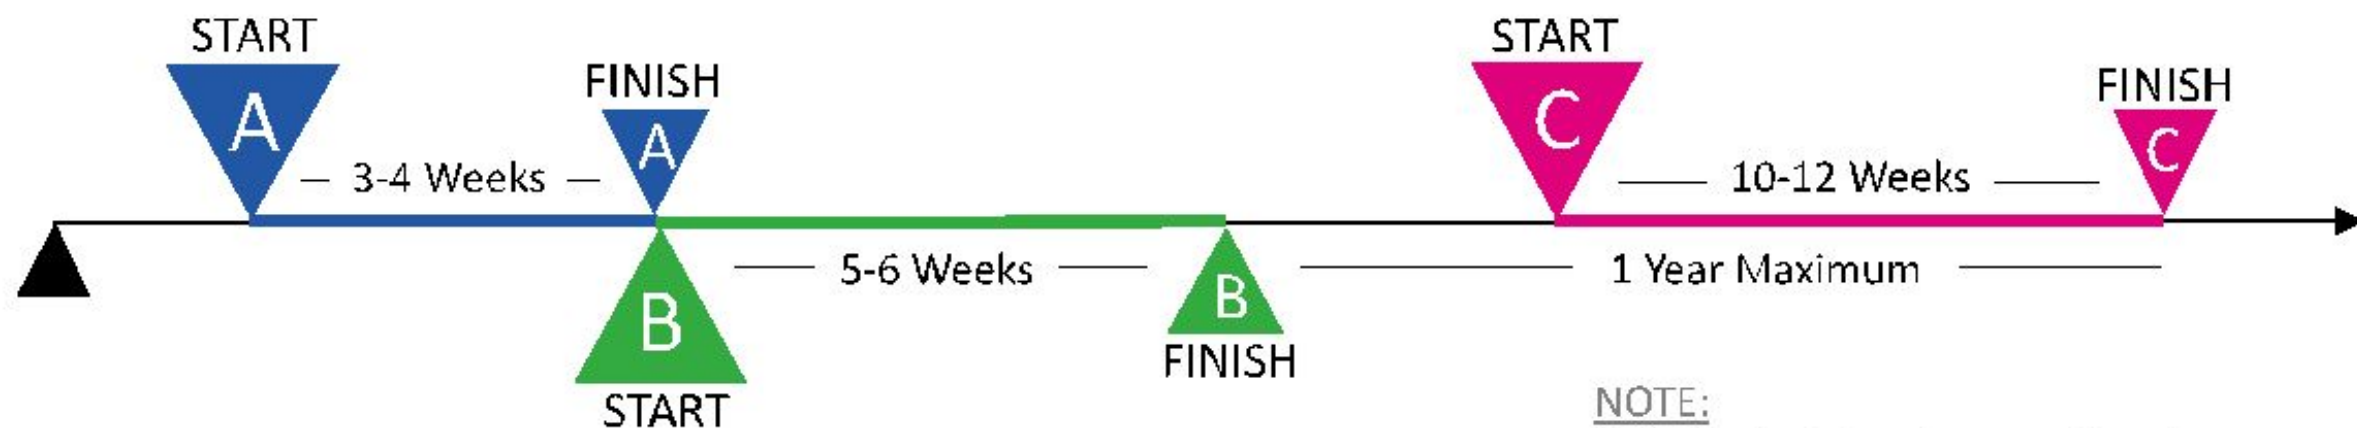 START
START
FINISH
FINISH
A
C
A
C
3-4 Weeks
10-12 Weeks
5-6 Weeks
1 Year Maximum
B
B
FINISH
START
NOTE: